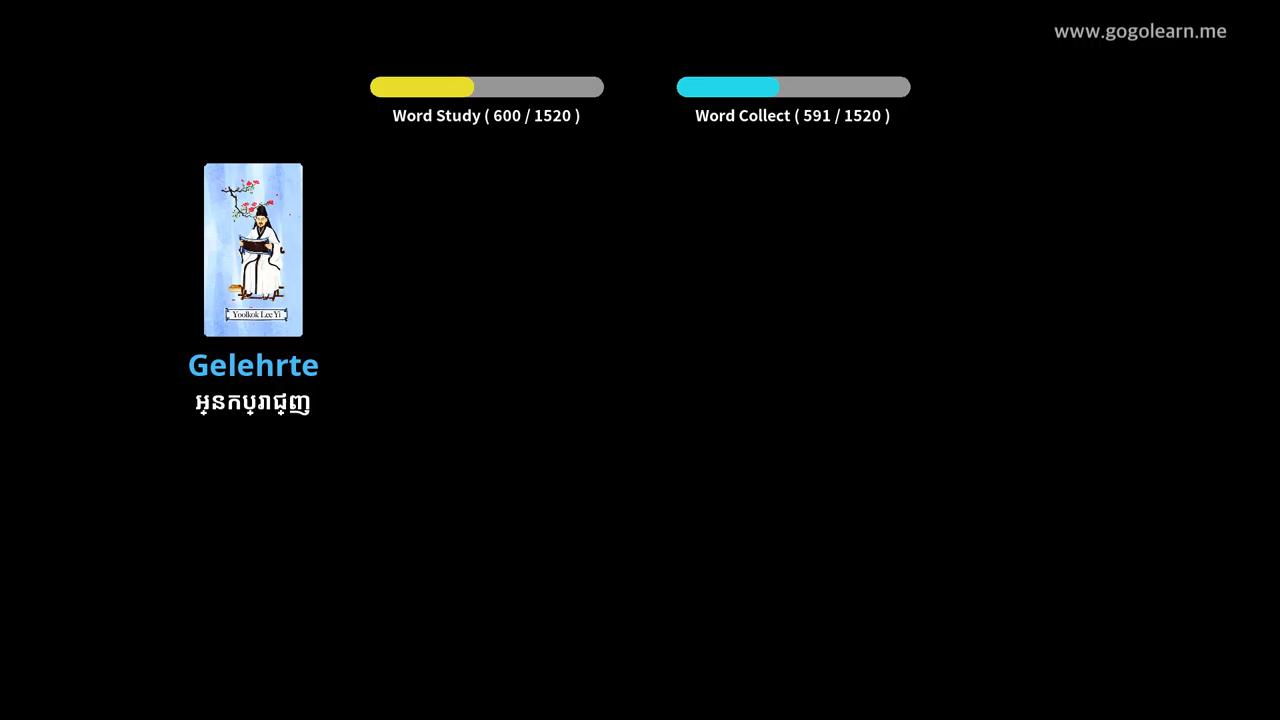 www.gogolearn.me
Word Study ( 600 / 1520 )
Word Collect ( 591 / 1520 )
Yoolkok Lee Yi
Gelehrte
អ្នកប្រាជ្ញ